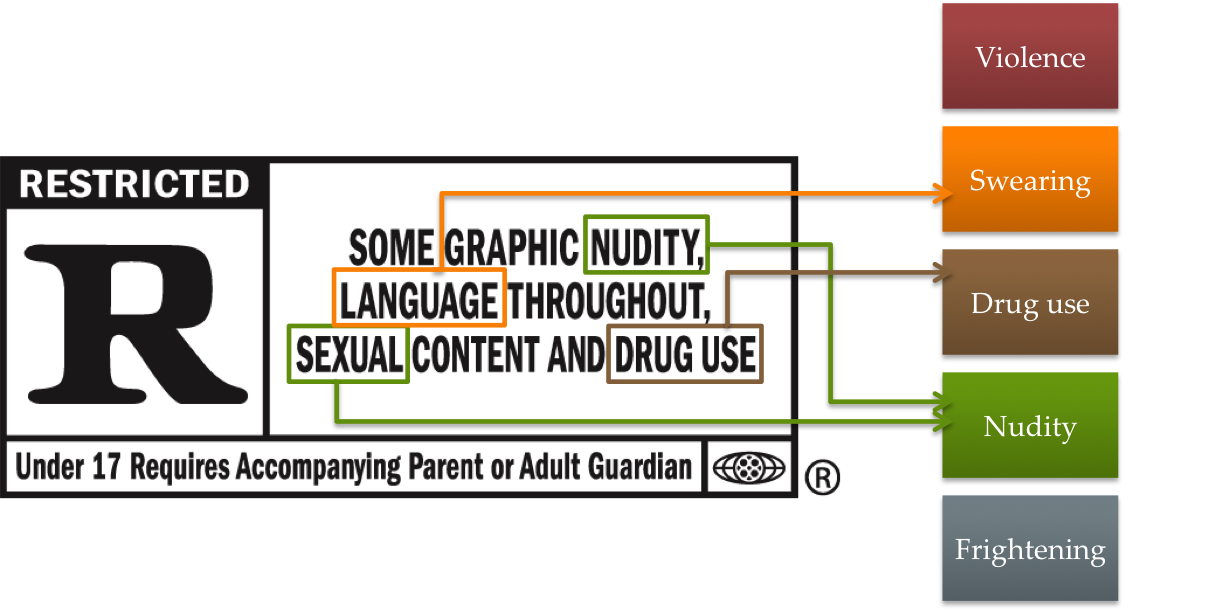 RESTRICTED
R
SOME GRAPHIC NUDITY,
LANGUAGE THROUGHOUT,
SEXUAL CONTENT AND DRUG USE
Under 17 Requires Accompanying Parent or Adult Guardian
®
Violence
Swearing
Drug use
Nudity
Frightening